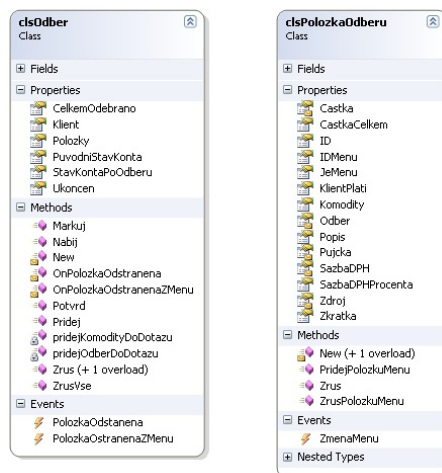 clsOdber
Class
Fields
Properties
CelkemOdebrano
Klient
Polozky
PuvodniStavKonta
StavKontaPoOdberu
Ukoncen
Methods
Markuj
Nabij
New
OnPolozkaOdstranena
OnPolozkaOdstranenaZMenu
Potvrd
Pridej
pridejKomodityDoDotazu
pridejOdberDoDotazu
Zrus (+ 1 overload)
ZrusVse
Events
PolozkaOdstanena
PolozkaOstranenaZMenu
clsPolozkaOdberu
Class
Fields
Properties
Castka
CastkaCelkem
ID
IDMenu
JeMenu
KlientPlati
Komodity
Odber
Popis
Pujcka
SazbaDPH
SazbaDPHProcenta
Zdroj
Zkratka
Methods
New (+ 1 overload)
PridejPolozkuMenu
Zrus
ZrusPolozkuMenu
Events
ZmenaMenu
Nested Types